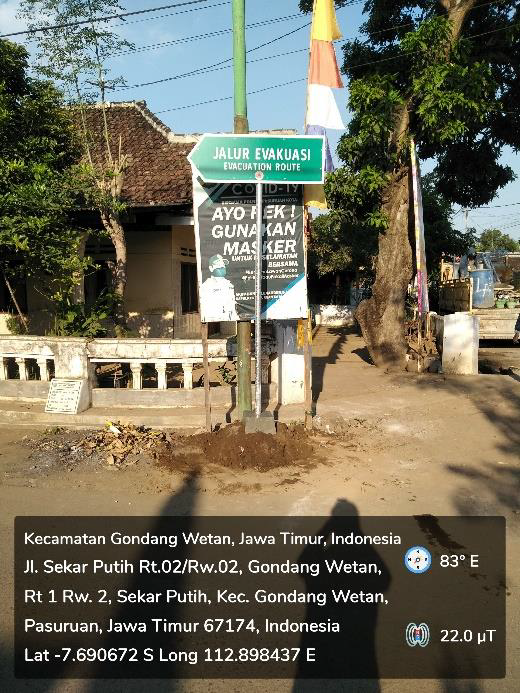 JALUR EVAKUASI
EVACUATION ROUTE
COVID-19
AYO REK!
GUNAKAN
MASKER
UNTUK KESELAMATAN
BERSAMA
Kecamatan Gondang Wetan, Jawa Timur, Indonesia
Jl. Sekar Putih Rt.02/Rw.02, Gondang Wetan,
Rt 1 Rw. 2, Sekar Putih, Kec. Gondang Wetan,
Pasuruan, Jawa Timur 67174, Indonesia
Lat -7.690672 S Long 112.898437 E
83° E
22.0 µT